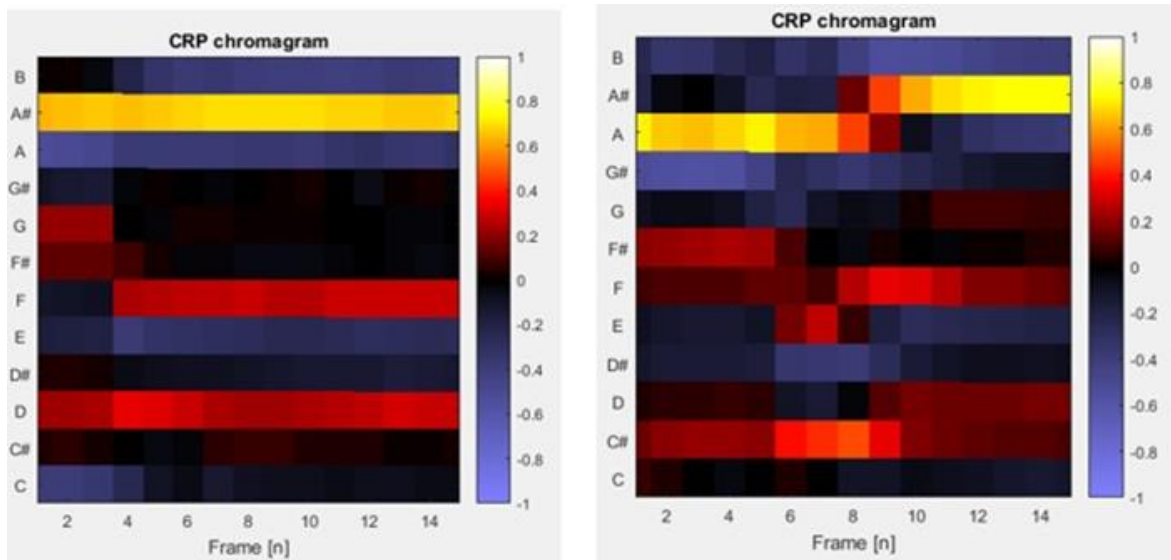 CRP chromagram
B
A#
A
G#
G
F#
F
E
D#
D
C#
C
2 4 6 8 10 12 14
Frame [n]
1
0.8
0.6
0.4
0.2
0
-0.2
-0.4
-0.6
-0.8
-1
CRP chromagram
B
A#
A
G#
G
F#
F
E
D#
D
C#
C
2 4 6 8 10 12 14
Frame [n]
1
0.8
0.6
0.4
0.2
0
-0.2
-0.4
-0.6
-0.8
-1